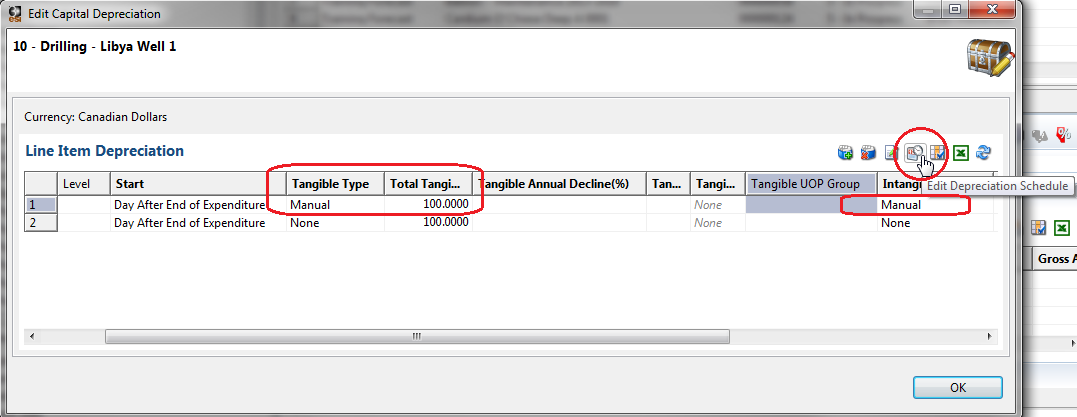 Edit Capital Depreciation
10 - Drilling - Libya Well 1
Currency: Canadian Dollars
Line Item Depreciation
Level Start Tangible Type Total Tangi... Tangible Annual Decline(%) Tan... Tangi... Tangible UOP Group Intangi
Edit Depreciation Schedule
1 Day After End of Expenditure Manual 100.0000 None Manual
2 Day After End of Expenditure None 100.0000 None None
Gross A
OK